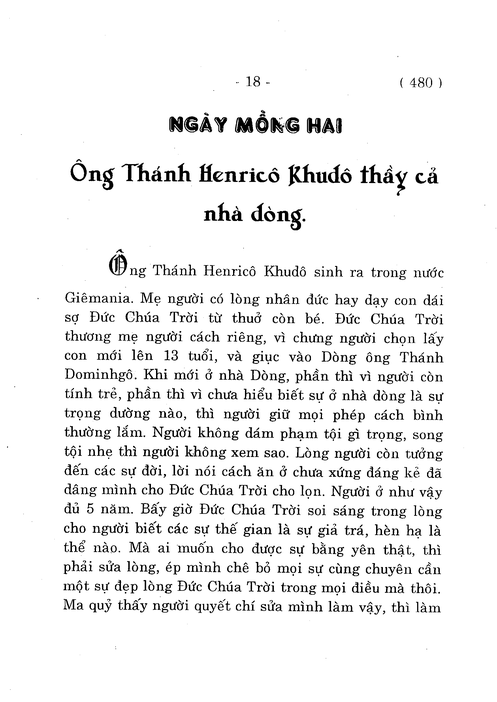 - 18 -
( 480 )
NGÀY MỒNG HAI
Ông Thánh Henricô Khudô thầy cả
nhà dòng.
Ông Thánh Henricô Khudô sinh ra trong nước
Giêmania. Mẹ người có lòng nhân đức hay dạy con dái
sợ Đức Chúa Trời từ thuở còn bé. Đức Chúa Trời
thương mẹ người cách riêng, vì chưng người chọn lấy
con mới lên 13 tuổi, và giục vào Dòng ông Thánh
Dominhgô. Khi mới ở nhà Dòng, phần thì vì người còn
tính trẻ, phần thì vì chưa hiểu biết sự ở nhà dòng là sự
trọng dường nào, thì người giữ mọi phép cách bình
thường lắm. Người không dám phạm tội gì trọng, song
tội nhẹ thì người không xem sao. Lòng người còn tưởng
đến các sự đời, lời nói cách ăn ở chưa xứng đáng kẻ đã
dâng mình cho Đức Chúa Trời cho lọn. Người ở như vậy
đủ 5 năm. Bấy giờ Đức Chúa Trời soi sáng trong lòng
cho người biết các sự thế gian là sự giả trá, hèn hạ là
thể nào. Mà ai muốn cho được sự bằng yên thật, thì
phải sửa lòng, ép mình chê bỏ mọi sự cùng chuyên cần
một sự đẹp lòng Đức Chúa Trời trong mọi điều mà thôi.
Ma quỷ thấy người quyết chí sửa mình làm vậy, thì làm